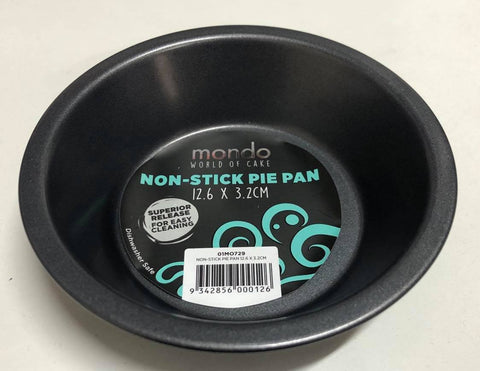 mondo
WORLD OF CAKE
NON-STICK PIE PAN
12.6 X 3.2CM
SUPERIOR
RELEASE
FOR EASY
CLEANING
Dishwasher Safe
01MO729
NON-STICK PIE PAN 12.6 X 3.2CM
9 342856 000126